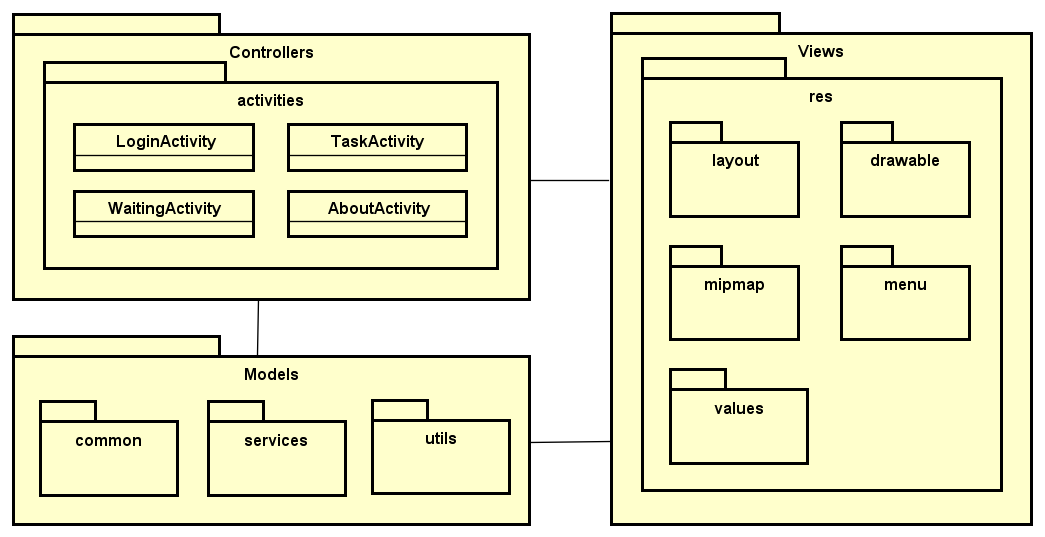 Controllers
activities
LoginActivity
TaskActivity
WaitingActivity
AboutActivity
Models
common
services
utils
Views
res
layout
drawable
mipmap
menu
values